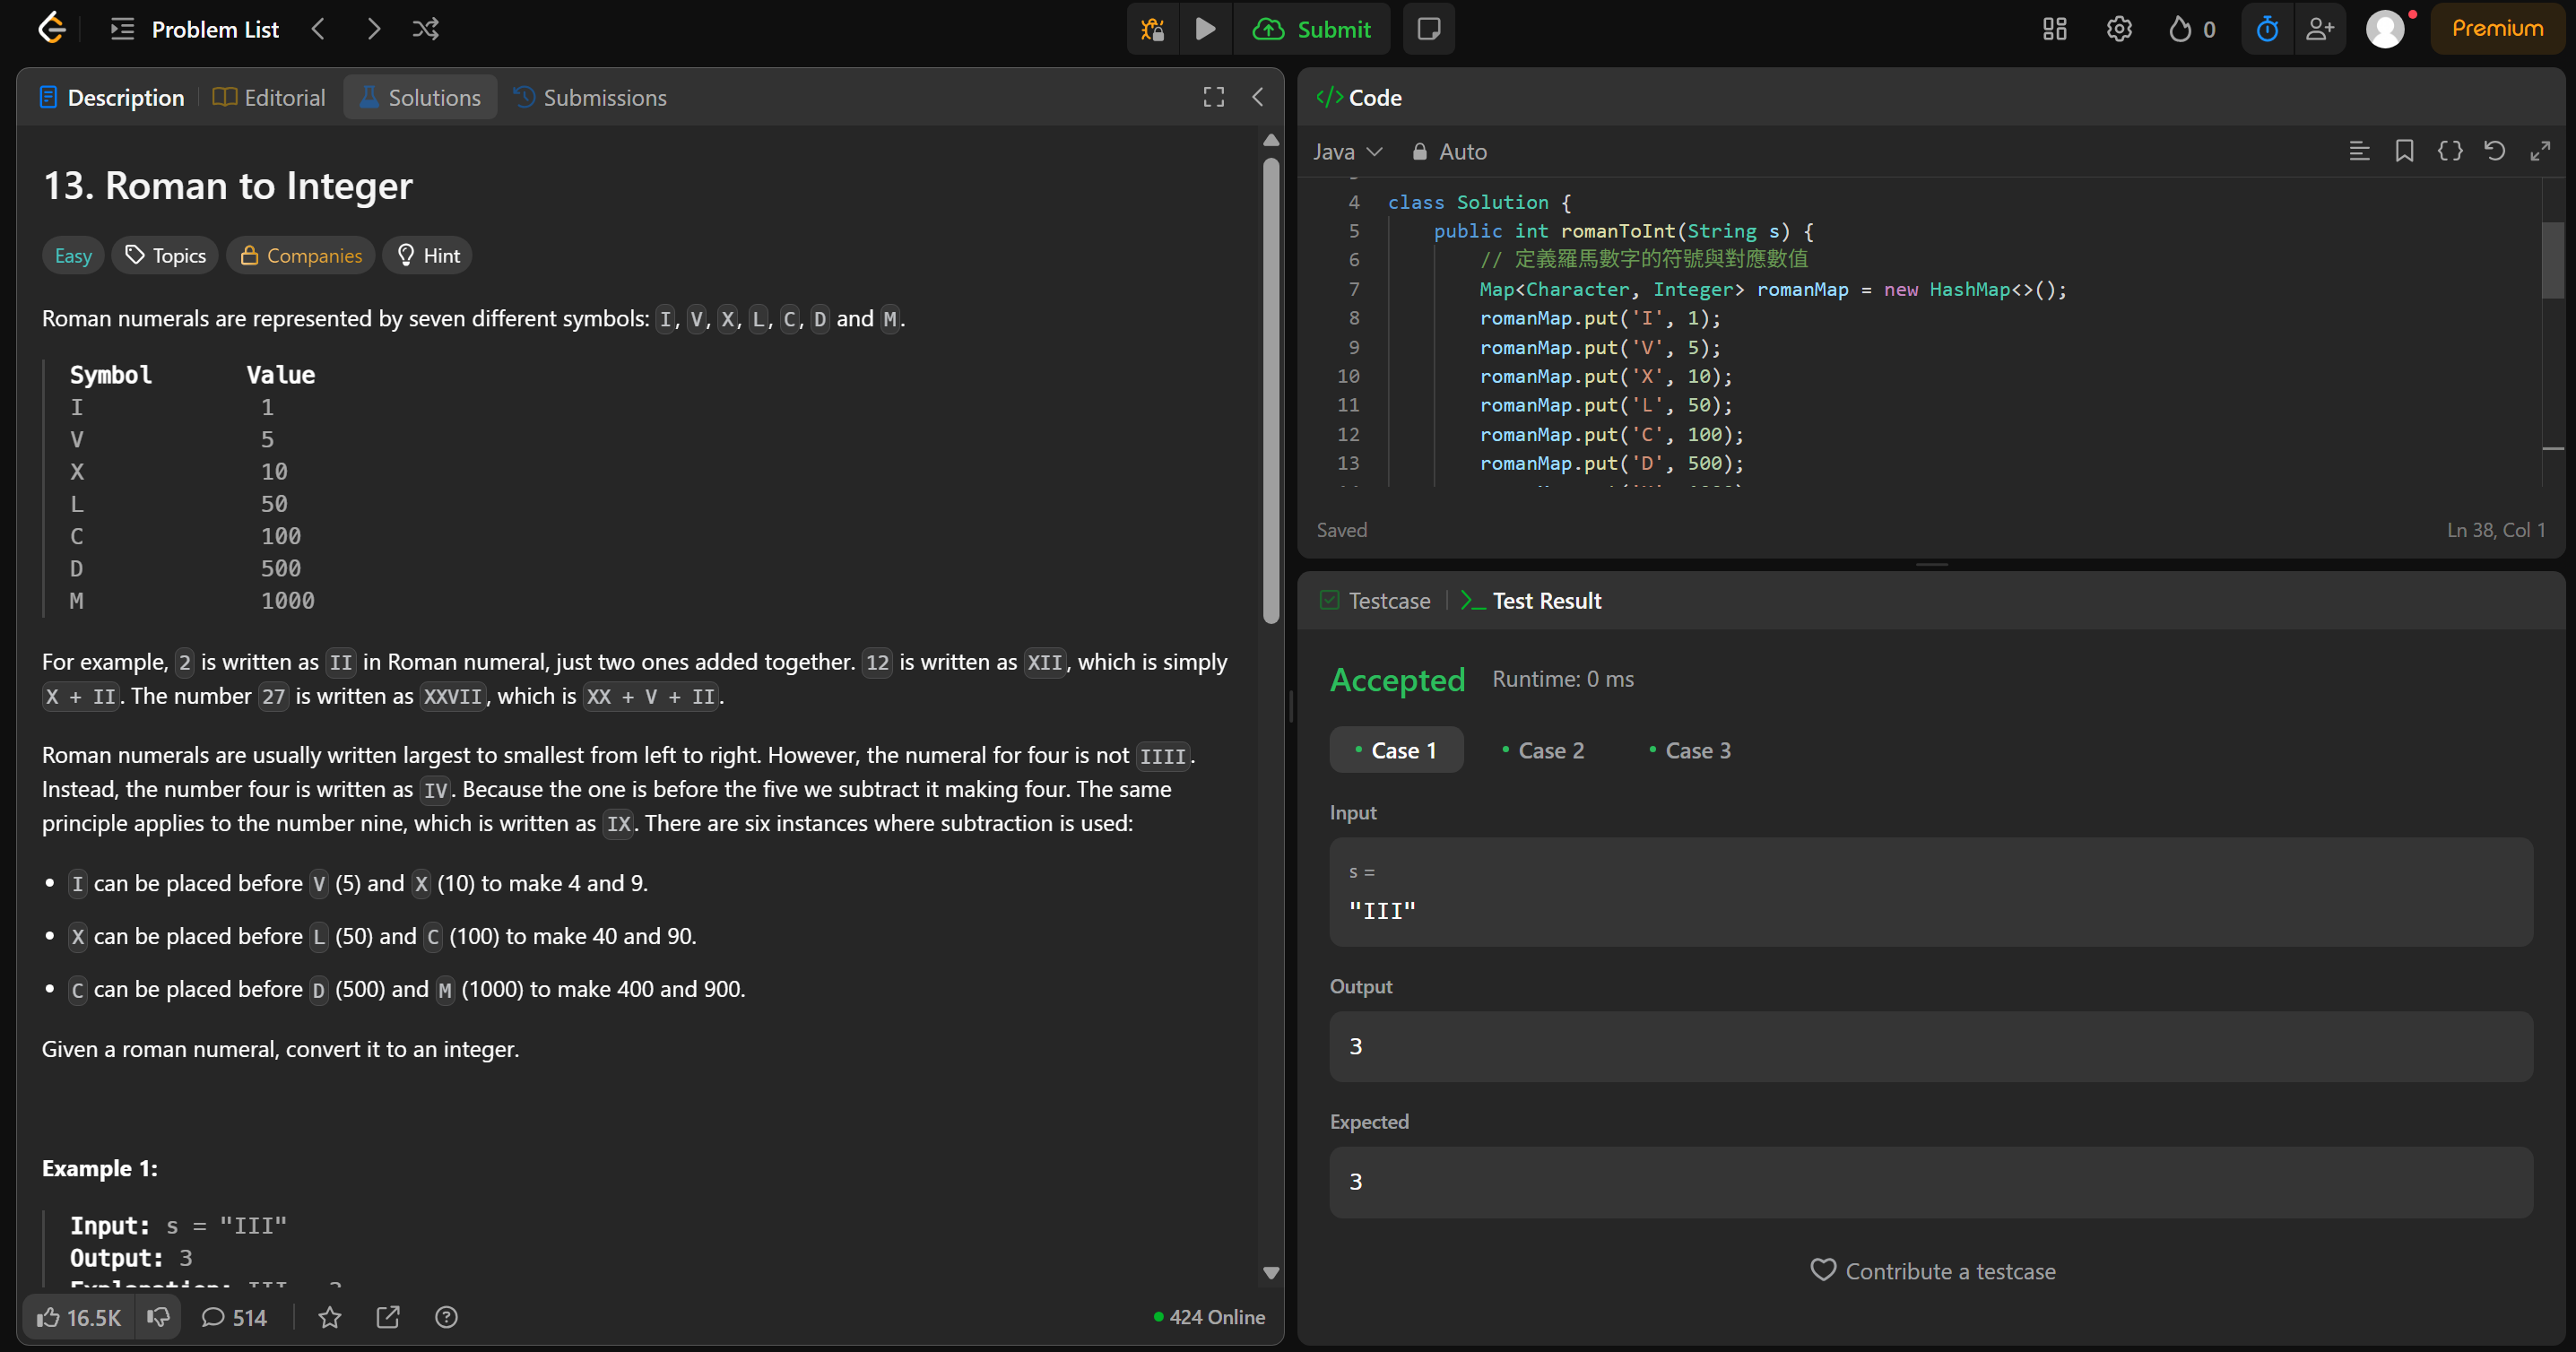 Problem List
Submit
0
Premium
Description
Editorial
Solutions
Submissions
13. Roman to Integer
Easy
Topics
Companies
Hint
Roman numerals are represented by seven different symbols: I, V, X, L, C, D and M.
Symbol Value
I 1
V 5
X 10
L 50
C 100
D 500
M 1000
For example, 2 is written as II in Roman numeral, just two ones added together. 12 is written as XII, which is simply
X + II. The number 27 is written as XXVII, which is XX + V + II.
Roman numerals are usually written largest to smallest from left to right. However, the numeral for four is not IIII.
Instead, the number four is written as IV. Because the one is before the five we subtract it making four. The same
principle applies to the number nine, which is written as IX. There are six instances where subtraction is used:
• I can be placed before V (5) and X (10) to make 4 and 9.
• X can be placed before L (50) and C (100) to make 40 and 90.
• C can be placed before D (500) and M (1000) to make 400 and 900.
Given a roman numeral, convert it to an integer.
Example 1:
Input: s = "III"
Output: 3
Explanation: III = 3
16.5K
514
424 Online
</> Code
Java
Auto
4 class Solution {
5 public int romanToInt(String s) {
6 // 定義羅馬數字的符號與對應數值
7 Map<Character, Integer> romanMap = new HashMap<>();
8 romanMap.put('I', 1);
9 romanMap.put('V', 5);
10 romanMap.put('X', 10);
11 romanMap.put('L', 50);
12 romanMap.put('C', 100);
13 romanMap.put('D', 500);
Saved
Ln 38, Col 1
Testcase
Test Result
Accepted
Runtime: 0 ms
Case 1
Case 2
Case 3
Input
s =
"III"
Output
3
Expected
3
Contribute a testcase